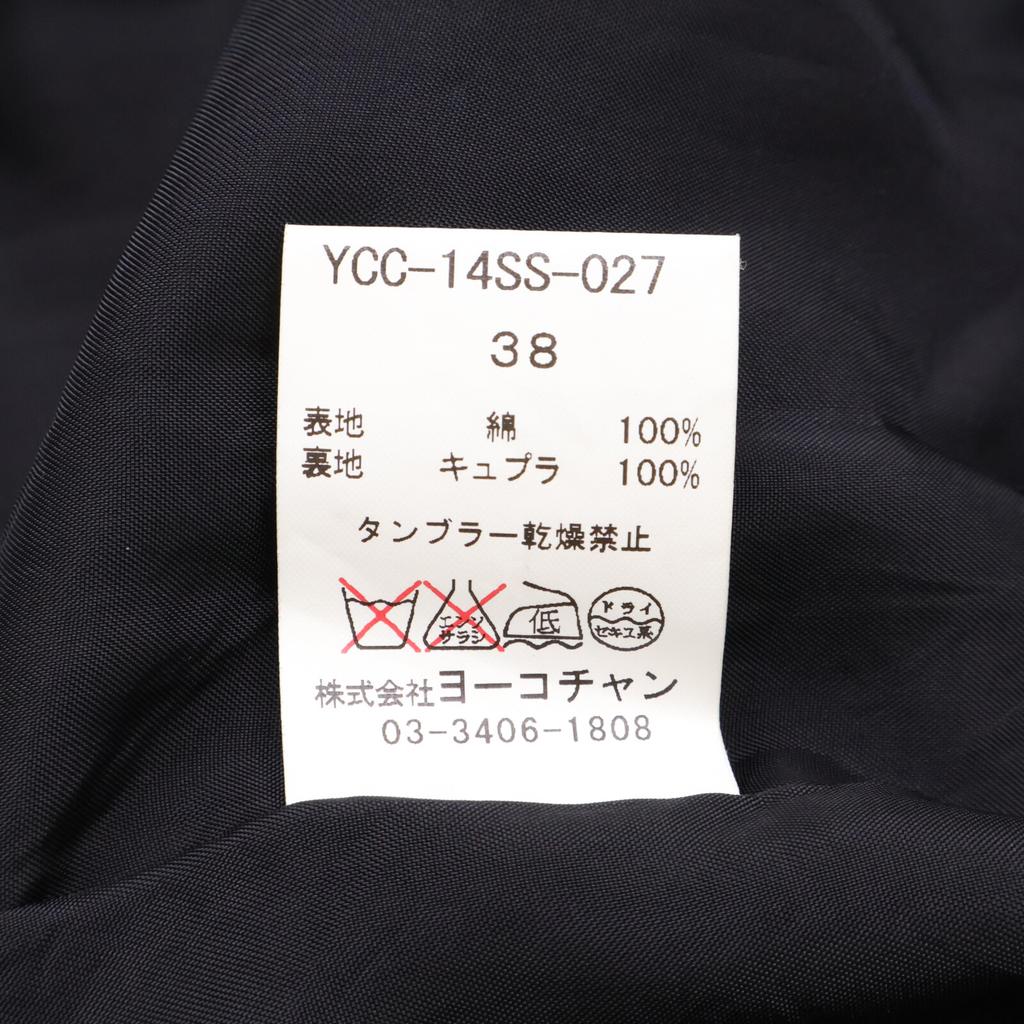 YCC-14SS-027
38
表地 綿 100%
裏地 キュプラ 100%
タンブラー乾燥禁止
エンソ サラシ 低 ドライ セキユ系
株式会社ヨーコチャン
03-3406-1808